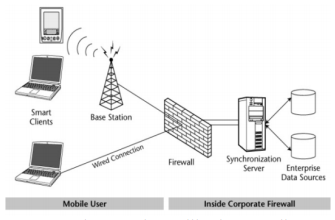 Smart
Clients
Base Station
Wired Connection
Firewall
Synchronization
Server
Enterprise
Data Sources
Mobile User
Inside Corporate Firewall